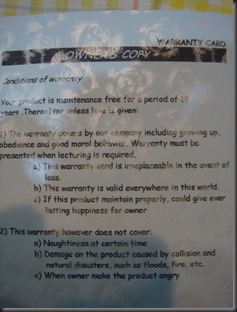 WARRANTY CARD
OWNER'S COPY
Conditions of warranty
Your product is maintenance free for a period of 18
years .Thereafter unless love is given:
1) The warranty covers by our company including growing up,
obedience and good moral behavior. Warranty must be
presented when lecturing is required.
a) This warranty card is irreplaceable in the event of
loss.
b) This warranty is valid everywhere in this world.
c) If this product maintain properly, could give ever
lasting happiness for owner
2) This warranty however does not cover.
a) Naughtiness at certain time
b) Damage on the product caused by collision and
natural disasters, such as floods, fire, etc.
c) When owner make the product angry